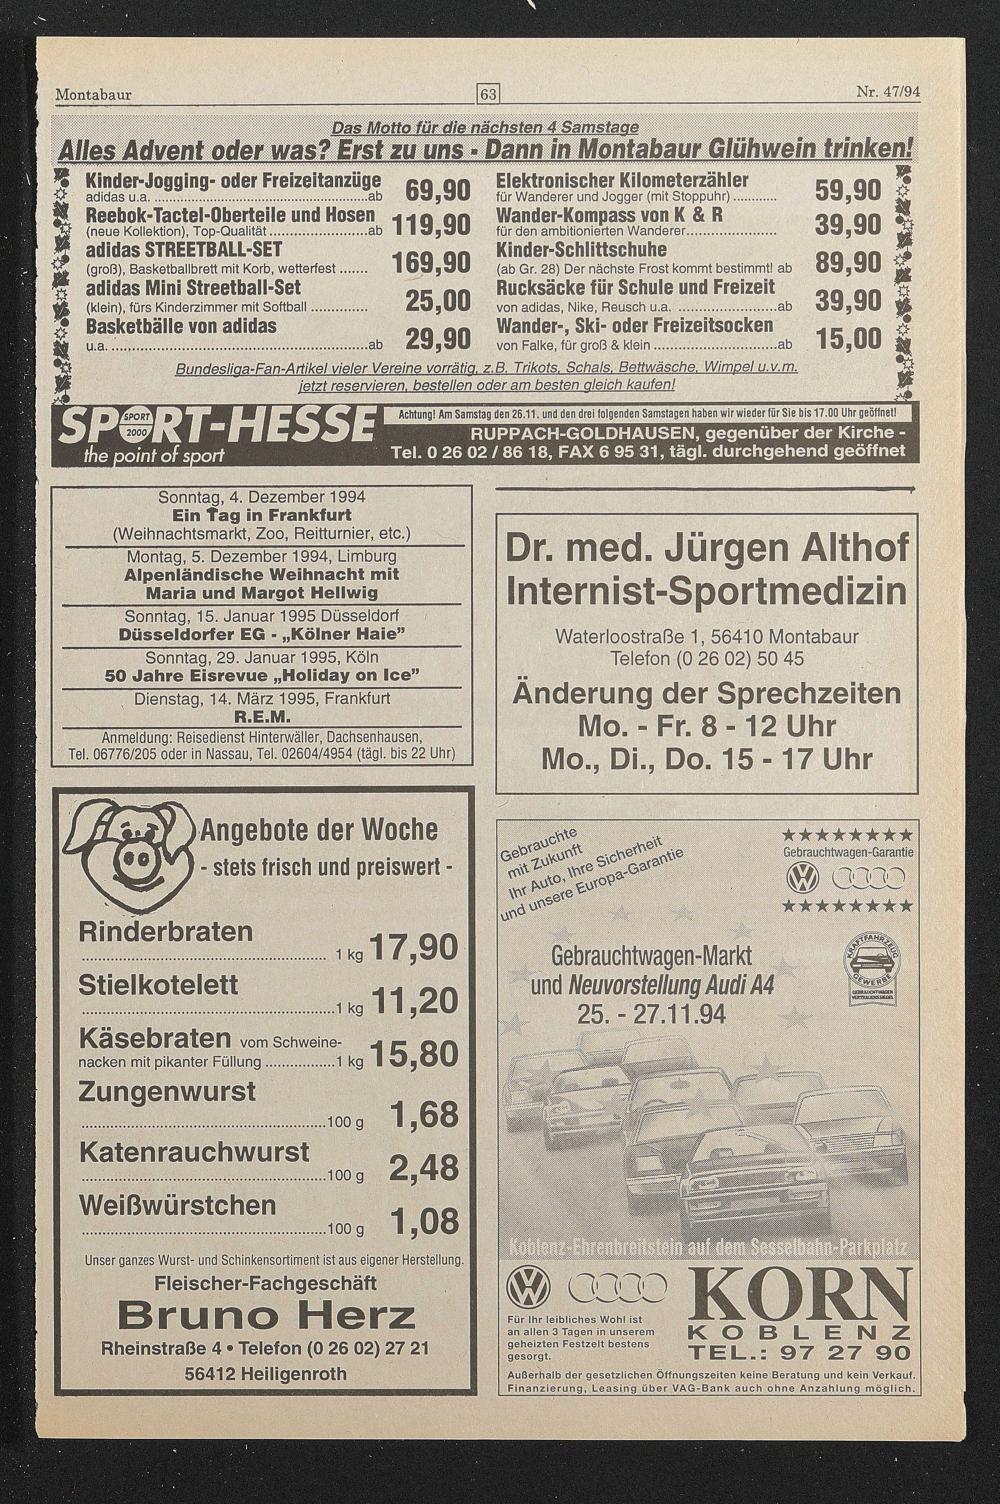 Montabaur
63
Nr. 47/94
Das Motto für die nächsten 4 Samstage
Alles Advent oder was? Erst zu uns - Dann in Montabaur Glühwein trinken!
Kinder-Jogging- oder Freizeitanzüge
adidas u.a. ..........ab 69,90
Reebok-Tactel-Oberteile und Hosen
(neue Kollektion), Top-Qualität ..........ab 119,90
adidas STREETBALL-SET
(groß), Basketballbrett mit Korb, wetterfest ....... 169,90
adidas Mini Streetball-Set
(klein), fürs Kinderzimmer mit Softball .......... 25,00
Basketbälle von adidas
u.a. ..........ab 29,90
Elektronischer Kilometerzähler
für Wanderer und Jogger (mit Stoppuhr) .......... 59,90
Wander-Kompass von K & R
für den ambitionierten Wanderer.......... 39,90
Kinder-Schlittschuhe
(ab Gr. 28) Der nächste Frost kommt bestimmt! ab 89,90
Rucksäcke für Schule und Freizeit
von adidas, Nike, Reusch u.a. ..........ab 39,90
Wander-, Ski- oder Freizeitsocken
von Falke, für groß & klein ..........ab 15,00
Bundesliga-Fan-Artikel vieler Vereine vorrätig, z.B. Trikots, Schals, Bettwäsche, Wimpel u.v.m.
jetzt reservieren, bestellen oder am besten gleich kaufen!
SPORT-HESSE
SPORT
2000
the point of sport
Achtung! Am Samstag den 26.11. und den drei folgenden Samstagen haben wir wieder für Sie bis 17.00 Uhr geöffnet!
RUPPACH-GOLDHAUSEN, gegenüber der Kirche -
Tel. 0 26 02 / 86 18, FAX 6 95 31, tägl. durchgehend geöffnet
Sonntag, 4. Dezember 1994
Ein Tag in Frankfurt
(Weihnachtsmarkt, Zoo, Reitturnier, etc.)
Montag, 5. Dezember 1994, Limburg
Alpenländische Weihnacht mit
Maria und Margot Hellwig
Sonntag, 15. Januar 1995 Düsseldorf
Düsseldorfer EG - „Kölner Haie”
Sonntag, 29. Januar 1995, Köln
50 Jahre Eisrevue „Holiday on Ice”
Dienstag, 14. März 1995, Frankfurt
R.E.M.
Anmeldung: Reisedienst Hinterwäller, Dachsenhausen,
Tel. 06776/205 oder in Nassau, Tel. 02604/4954 (tägl. bis 22 Uhr)
Dr. med. Jürgen Althof
Internist-Sportmedizin
Waterloostraße 1, 56410 Montabaur
Telefon (0 26 02) 50 45
Änderung der Sprechzeiten
Mo. - Fr. 8 - 12 Uhr
Mo., Di., Do. 15 - 17 Uhr
Angebote der Woche
- stets frisch und preiswert -
Rinderbraten
.......... 1 kg 17,90
Stielkotelett
..........1 kg 11,20
Käsebraten vom Schweine-
nacken mit pikanter Füllung ..........1 kg 15,80
Zungenwurst
..........100 g 1,68
Katenrauchwurst
..........100 g 2,48
Weißwürstchen
..........100 g 1,08
Unser ganzes Wurst- und Schinkensortiment ist aus eigener Herstellung.
Fleischer-Fachgeschäft
Bruno Herz
Rheinstraße 4 • Telefon (0 26 02) 27 21
56412 Heiligenroth
Gebrauchte
mit Zukunft
Ihr Auto, Ihre Sicherheit
und unsere Europa-Garantie
★★★★★★★★
Gebrauchtwagen-Garantie
★★★★★★★★
Gebrauchtwagen-Markt
und Neuvorstellung Audi A4
25. - 27.11.94
KRAFTFAHRZEUG
GEWERBE
Koblenz-Ehrenbreitstein auf dem Sesselbahn-Parkplatz
KORN
KOBLENZ
TEL.: 97 27 90
Für Ihr leibliches Wohl ist
an allen 3 Tagen in unserem
geheizten Festzelt bestens
gesorgt.
Außerhalb der gesetzlichen Öffnungszeiten keine Beratung und kein Verkauf.
Finanzierung, Leasing über VAG-Bank auch ohne Anzahlung möglich.